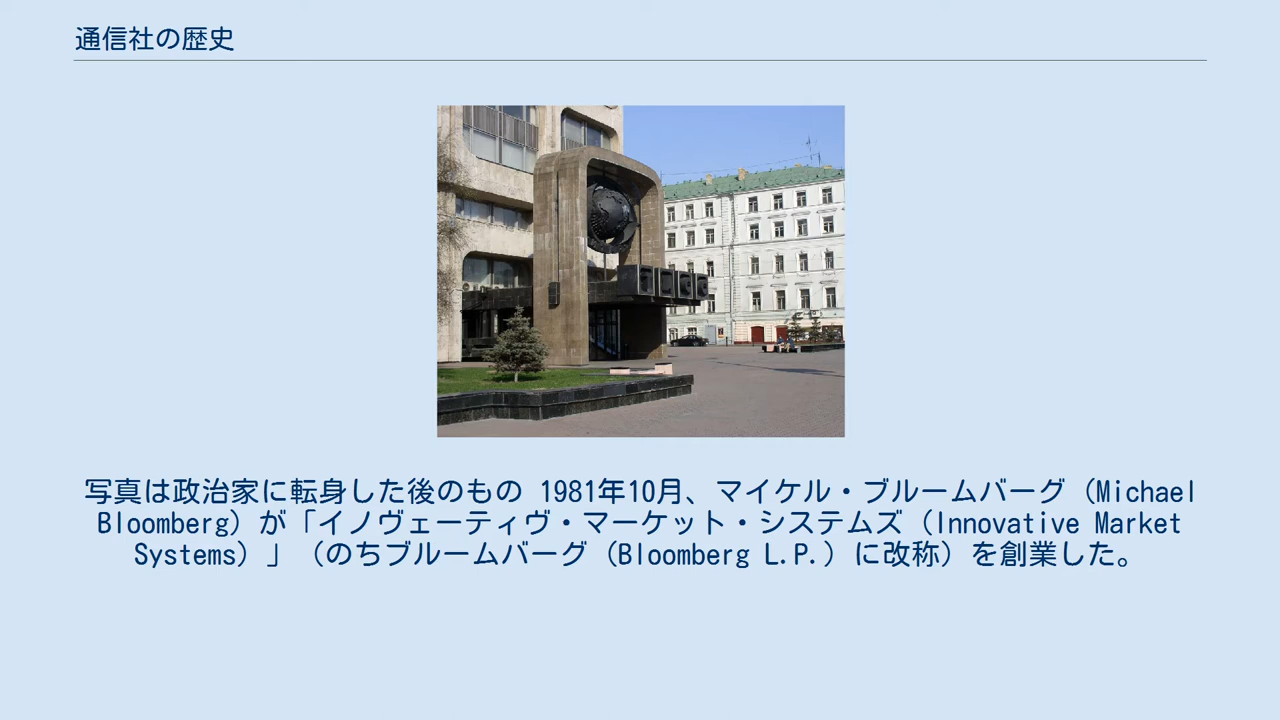 通信社の歴史
写真は政治家に転身した後のもの 1981年10月、マイケル・ブルームバーグ（Michael
Bloomberg）が「イノヴェーティヴ・マーケット・システムズ（Innovative Market
Systems）」（のちブルームバーグ（Bloomberg L.P.）に改称）を創業した。